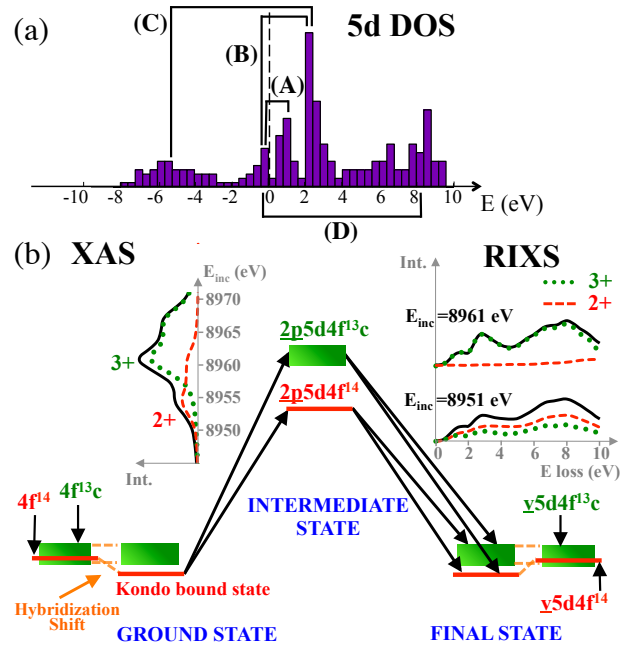 (a)
(C)
5d DOS
(B)
(A)
-10 -8 -6 -4 -2 0 2 4 6 8 10 E (eV)
(D)
(b) XAS
E_inc (eV)
8970
8965
8960
8955
8950
3+
2+
Int.
RIXS
Int.
3+
2+
E_inc=8961 eV
E_inc=8951 eV
0 2 4 6 8 10
E loss (eV)
2p5d4f¹³c
2p5d4f¹⁴
INTERMEDIATE
STATE
4f¹⁴ 4f¹³c
Kondo bound state
Hybridization
Shift
GROUND STATE
v5d4f¹³c
v5d4f¹⁴
FINAL STATE